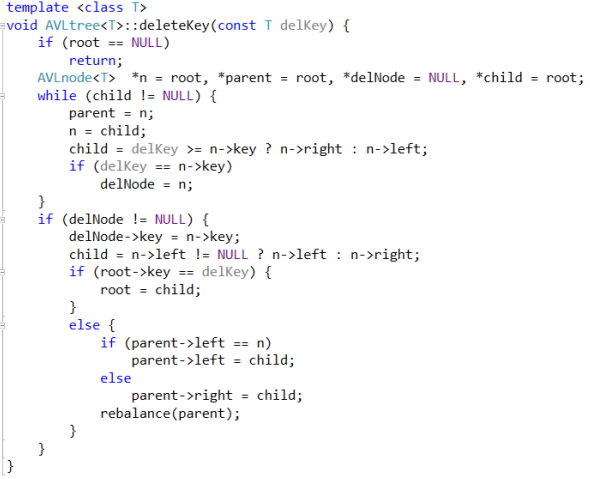 template <class T>
void AVLtree<T>::deleteKey(const T delKey) {
    if (root == NULL)
        return;
    AVLnode<T>  *n = root, *parent = root, *delNode = NULL, *child = root;
    while (child != NULL) {
        parent = n;
        n = child;
        child = delKey >= n->key ? n->right : n->left;
        if (delKey == n->key)
            delNode = n;
    }
    if (delNode != NULL) {
        delNode->key = n->key;
        child = n->left != NULL ? n->left : n->right;
        if (root->key == delKey) {
            root = child;
        }
        else {
            if (parent->left == n)
                parent->left = child;
            else
                parent->right = child;
            rebalance(parent);
        }
    }
}